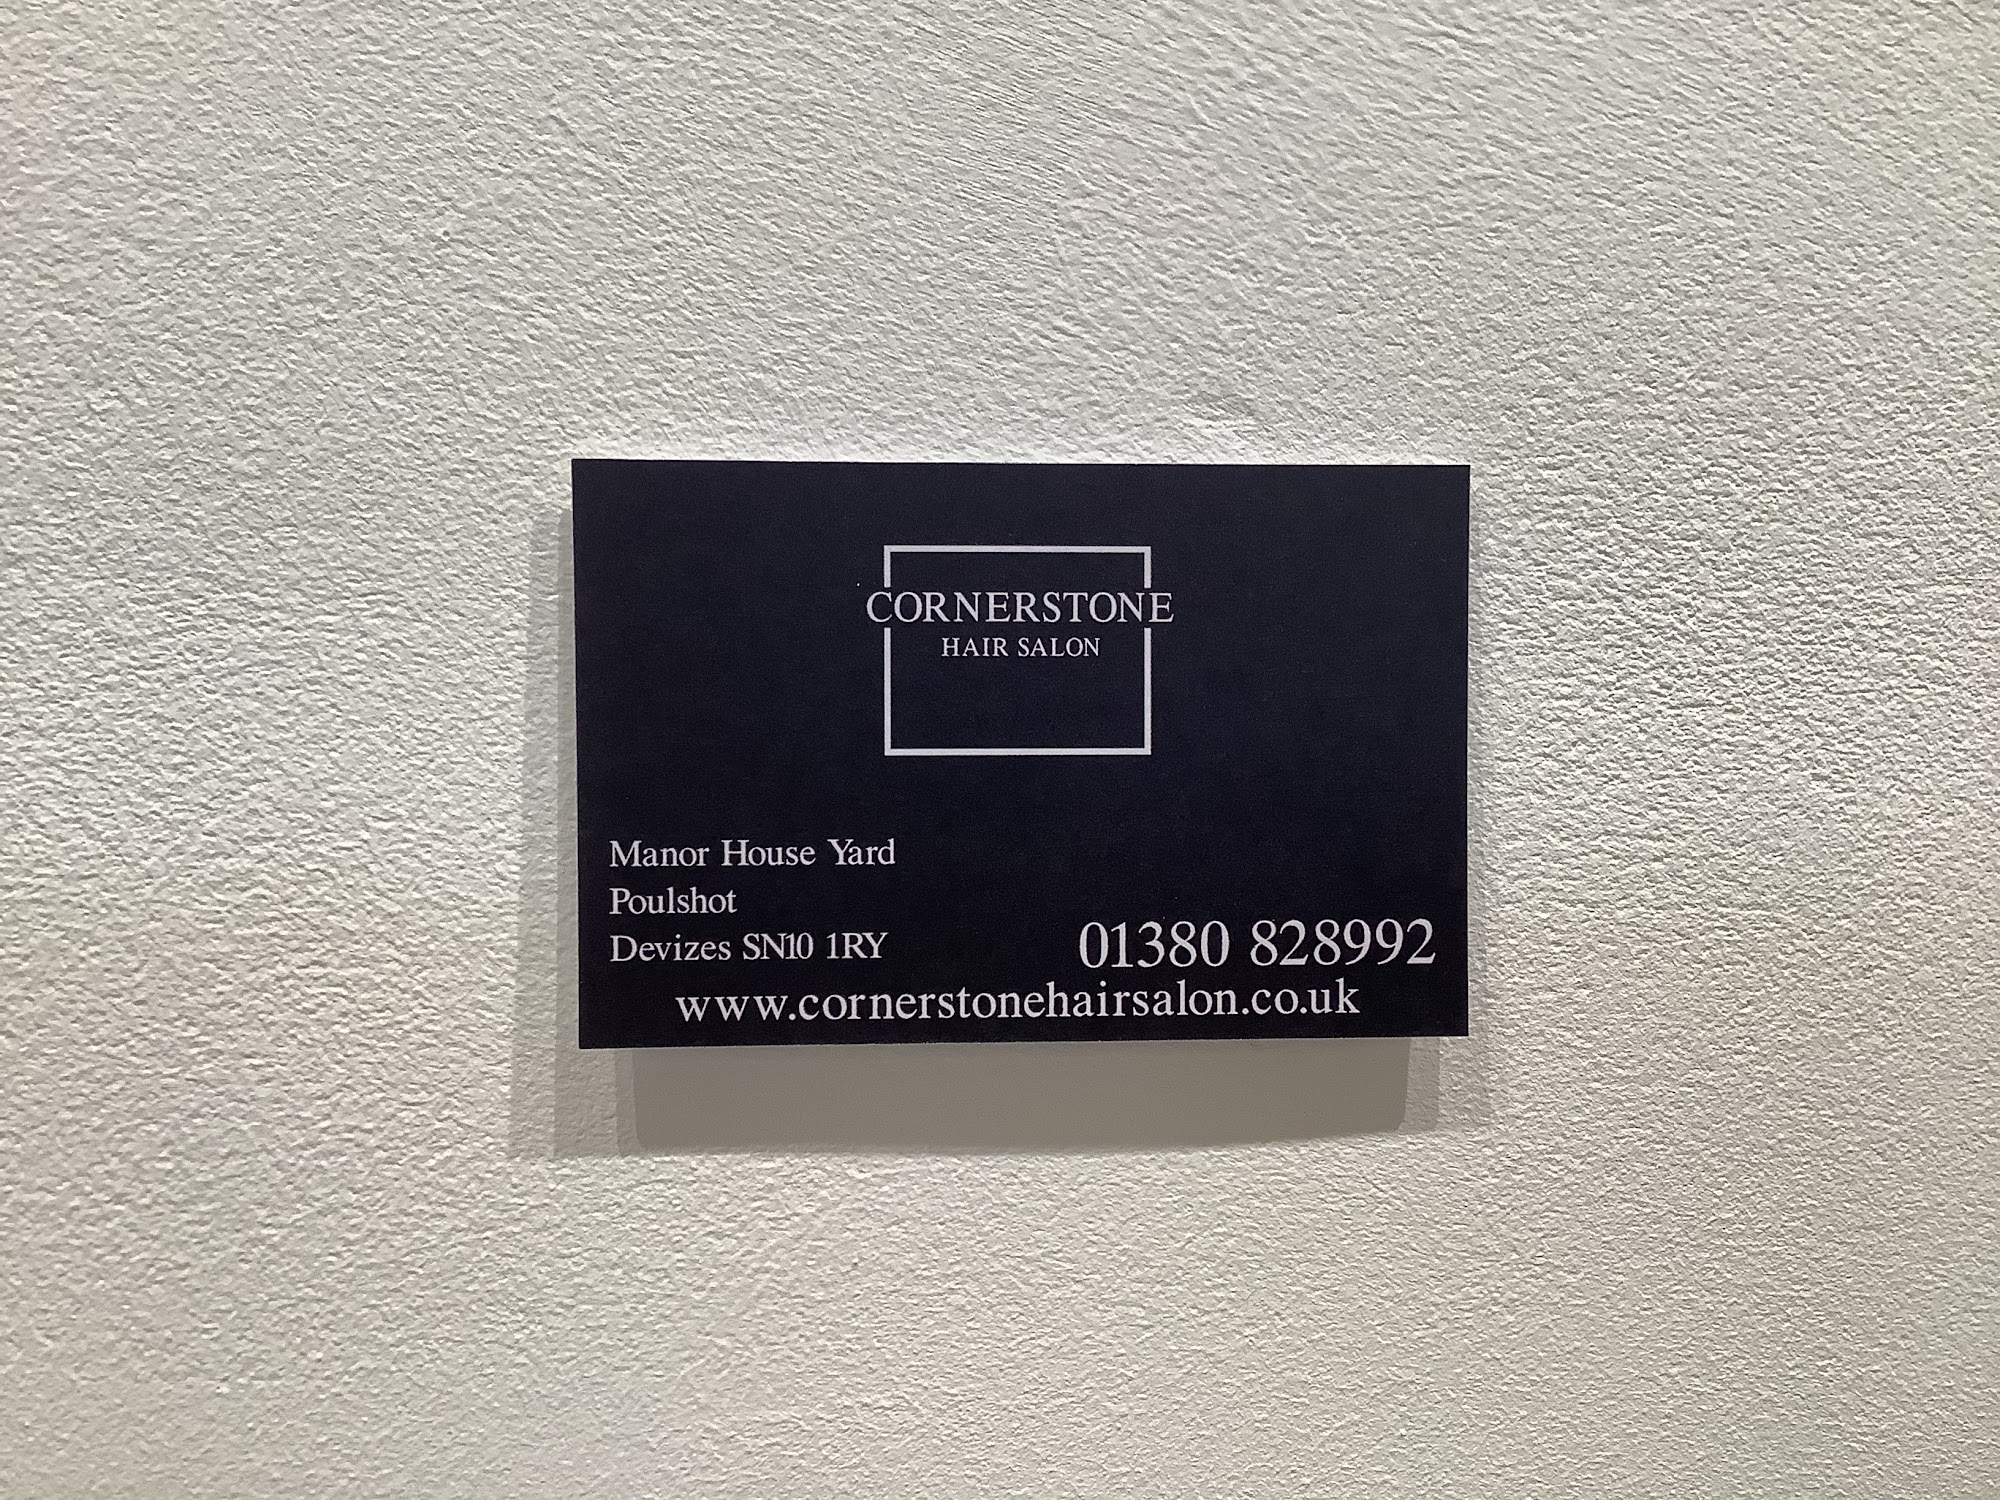 CORNERSTONE
HAIR SALON
Manor House Yard
Poulshot
Devizes SN10 1RY
01380 828992
www.cornerstonehairsalon.co.uk